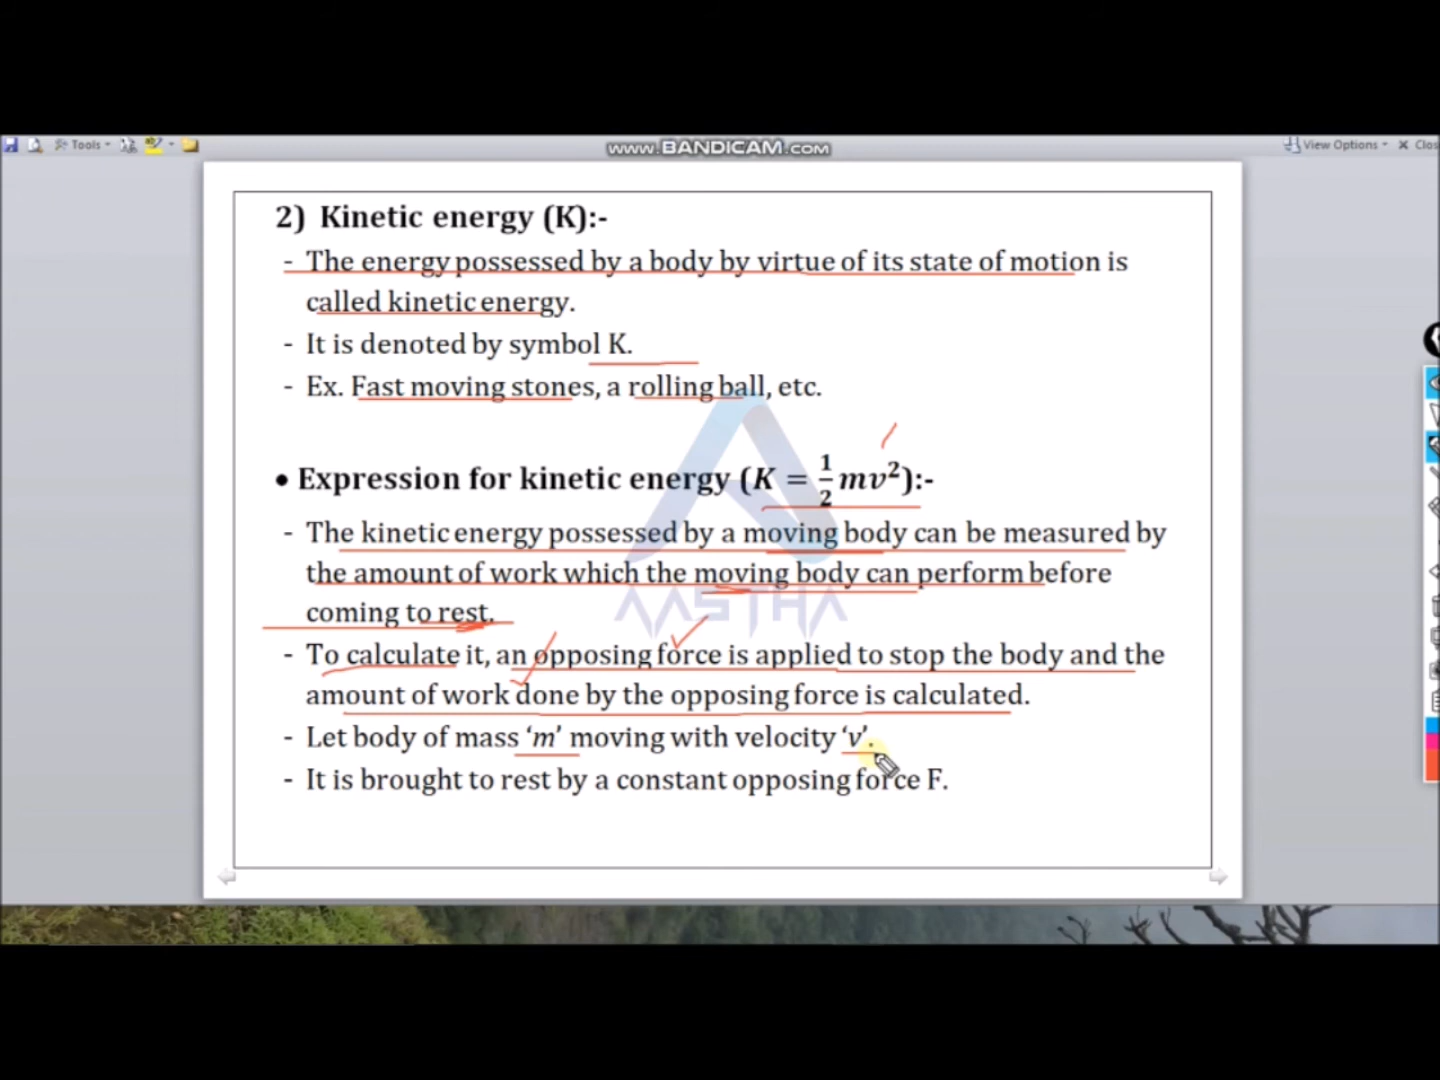 Tools
www.BANDICAM.com
View Options
Clos
2) Kinetic energy (K):-
- The energy possessed by a body by virtue of its state of motion is
called kinetic energy.
- It is denoted by symbol K.
- Ex. Fast moving stones, a rolling ball, etc.
• Expression for kinetic energy (K = 1/2 mv²):-
- The kinetic energy possessed by a moving body can be measured by
the amount of work which the moving body can perform before
coming to rest.
AASTHA
- To calculate it, an opposing force is applied to stop the body and the
amount of work done by the opposing force is calculated.
- Let body of mass ‘m’ moving with velocity ‘v’.
- It is brought to rest by a constant opposing force F.